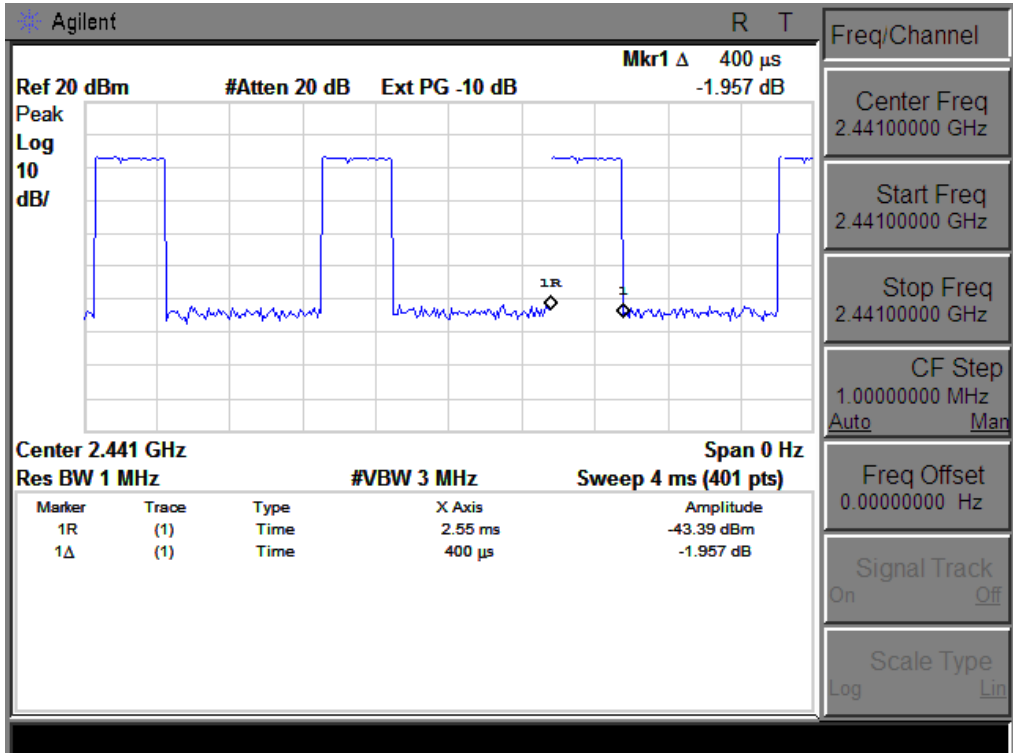 Agilent R T
Mkr1 Δ 400 μs
Ref 20 dBm #Atten 20 dB Ext PG -10 dB -1.957 dB
Peak
Log
10
dB/
1R
1
Center 2.441 GHz Span 0 Hz
Res BW 1 MHz #VBW 3 MHz Sweep 4 ms (401 pts)
Marker Trace Type X Axis Amplitude
1R (1) Time 2.55 ms -43.39 dBm
1Δ (1) Time 400 μs -1.957 dB
Freq/Channel
Center Freq
2.44100000 GHz
Start Freq
2.44100000 GHz
Stop Freq
2.44100000 GHz
CF Step
1.00000000 MHz
Auto Man
Freq Offset
0.00000000 Hz
Signal Track
On Off
Scale Type
Log Lin